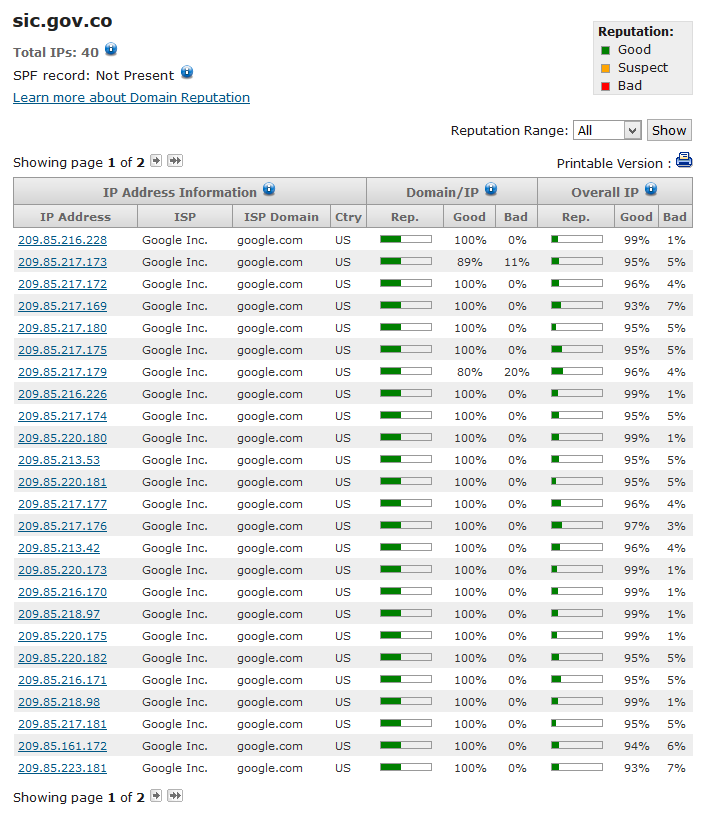 sic.gov.co
Total IPs: 40
SPF record: Not Present
Learn more about Domain Reputation
Reputation:
Good
Suspect
Bad
Reputation Range: All Show
Showing page 1 of 2
Printable Version :
IP Address Information Domain/IP Overall IP
IP Address ISP ISP Domain Ctry Rep. Good Bad Rep. Good Bad
209.85.216.228 Google Inc. google.com US 100% 0% 99% 1%
209.85.217.173 Google Inc. google.com US 89% 11% 95% 5%
209.85.217.172 Google Inc. google.com US 100% 0% 96% 4%
209.85.217.169 Google Inc. google.com US 100% 0% 93% 7%
209.85.217.180 Google Inc. google.com US 100% 0% 95% 5%
209.85.217.175 Google Inc. google.com US 100% 0% 95% 5%
209.85.217.179 Google Inc. google.com US 80% 20% 96% 4%
209.85.216.226 Google Inc. google.com US 100% 0% 99% 1%
209.85.217.174 Google Inc. google.com US 100% 0% 95% 5%
209.85.220.180 Google Inc. google.com US 100% 0% 99% 1%
209.85.213.53 Google Inc. google.com US 100% 0% 95% 5%
209.85.220.181 Google Inc. google.com US 100% 0% 95% 5%
209.85.217.177 Google Inc. google.com US 100% 0% 96% 4%
209.85.217.176 Google Inc. google.com US 100% 0% 97% 3%
209.85.213.42 Google Inc. google.com US 100% 0% 96% 4%
209.85.220.173 Google Inc. google.com US 100% 0% 99% 1%
209.85.216.170 Google Inc. google.com US 100% 0% 99% 1%
209.85.218.97 Google Inc. google.com US 100% 0% 99% 1%
209.85.220.175 Google Inc. google.com US 100% 0% 99% 1%
209.85.220.182 Google Inc. google.com US 100% 0% 95% 5%
209.85.216.171 Google Inc. google.com US 100% 0% 95% 5%
209.85.218.98 Google Inc. google.com US 100% 0% 99% 1%
209.85.217.181 Google Inc. google.com US 100% 0% 95% 5%
209.85.161.172 Google Inc. google.com US 100% 0% 94% 6%
209.85.223.181 Google Inc. google.com US 100% 0% 93% 7%
Showing page 1 of 2